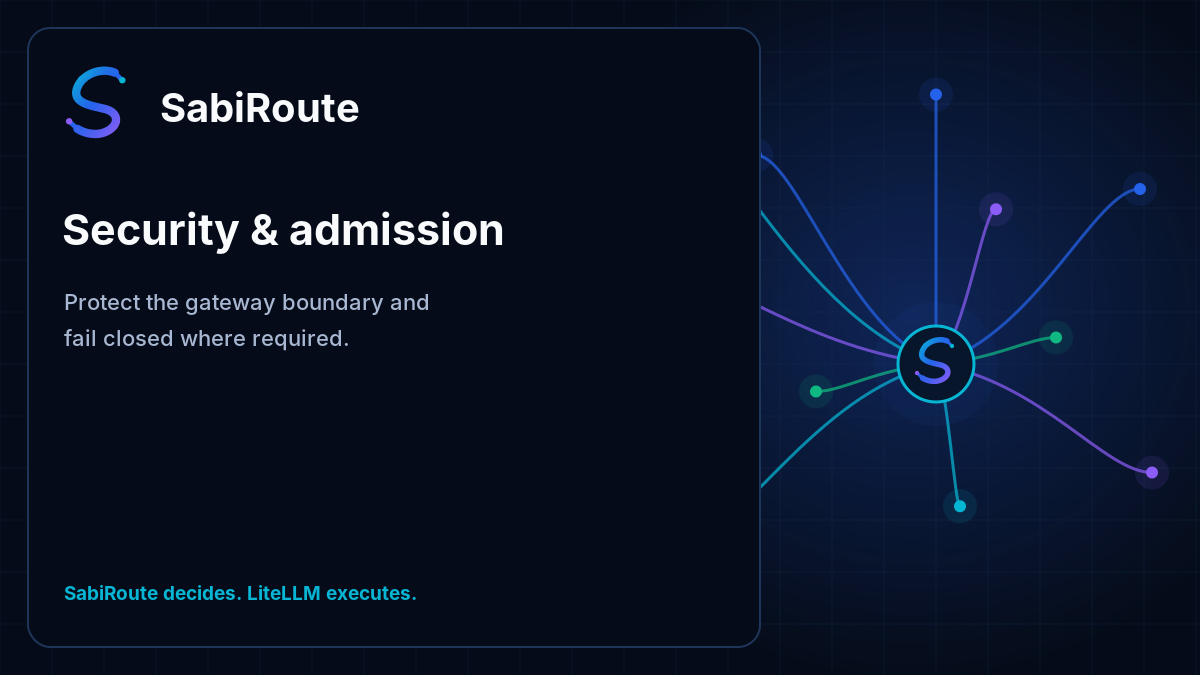 SabiRoute
Security & admission
Protect the gateway boundary and
fail closed where required.
SabiRoute decides. LiteLLM executes.